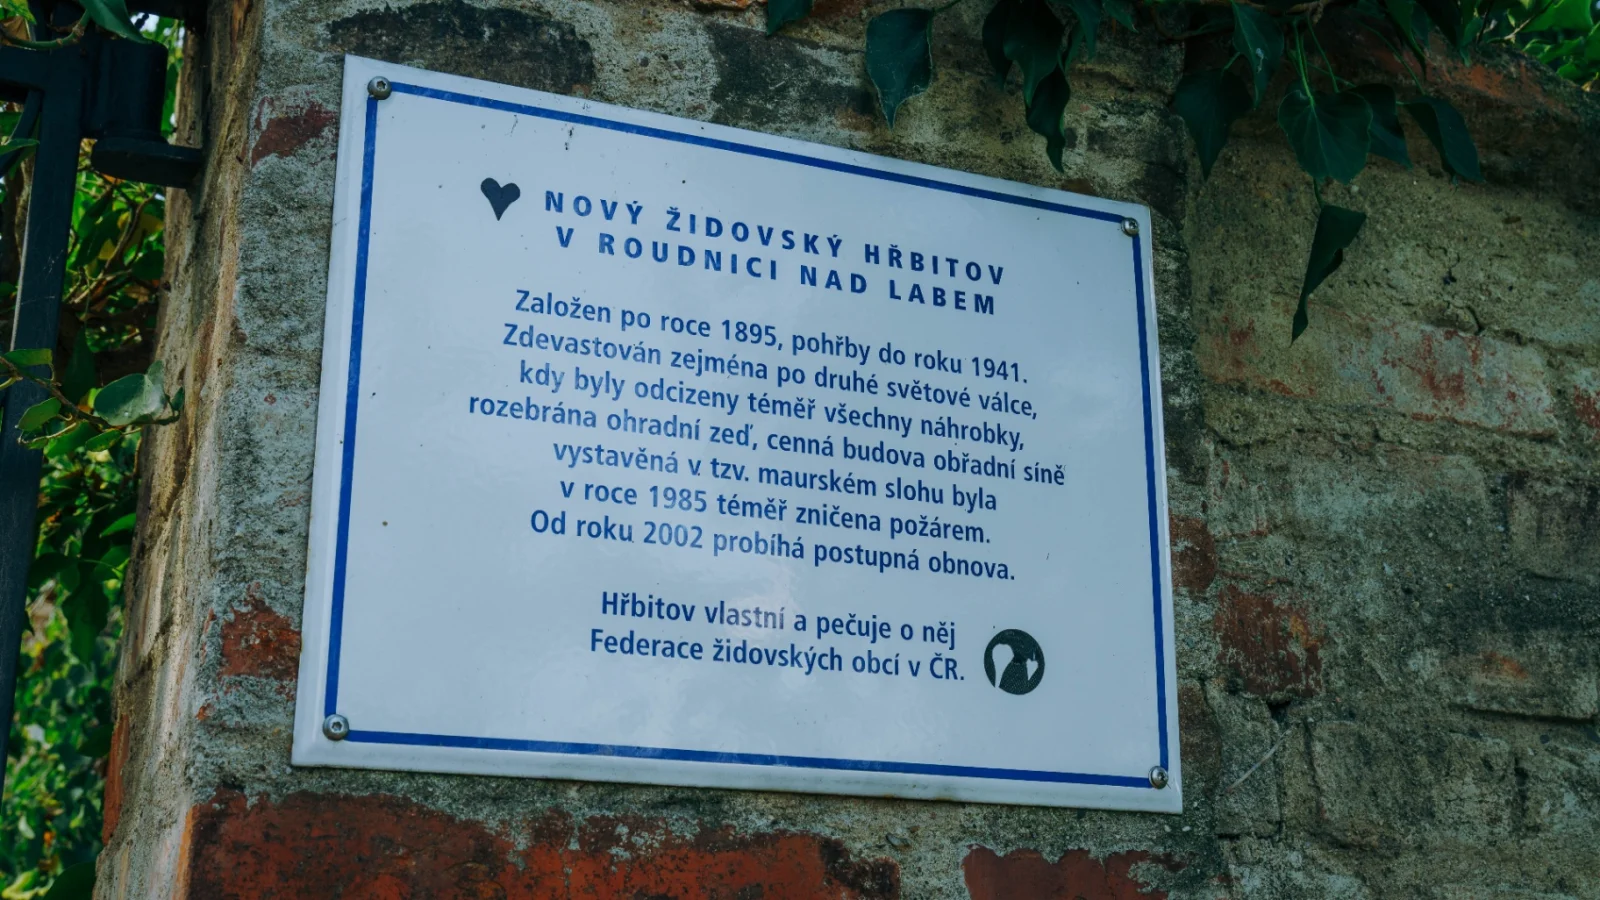 NOVÝ ŽIDOVSKÝ HŘBITOV
V ROUDNICI NAD LABEM
Založen po roce 1895, pohřby do roku 1941.
Zdevastován zejména po druhé světové válce,
kdy byly odcizeny téměř všechny náhrobky,
rozebrána ohradní zeď, cenná budova obřadní síně
vystavěná v tzv. maurském slohu byla
v roce 1985 téměř zničena požárem.
Od roku 2002 probíhá postupná obnova.
Hřbitov vlastní a pečuje o něj
Federace židovských obcí v ČR.